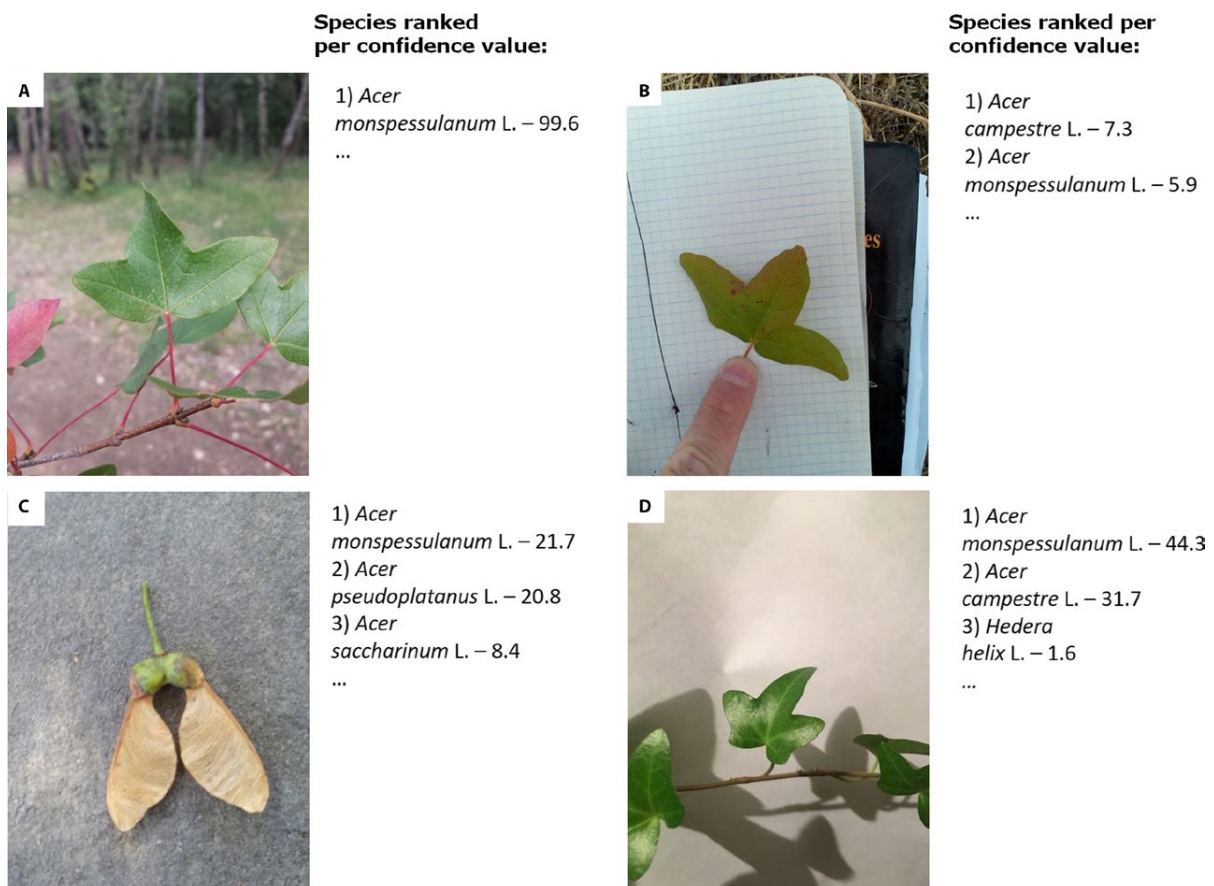 Species ranked
per confidence value:
A
1) Acer
monspessulanum L. – 99.6
...
Species ranked per
confidence value:
B
es
1) Acer
campestre L. – 7.3
2) Acer
monspessulanum L. – 5.9
...
C
1) Acer
monspessulanum L. – 21.7
2) Acer
pseudoplatanus L. – 20.8
3) Acer
saccharinum L. – 8.4
...
D
1) Acer
monspessulanum L. – 44.3
2) Acer
campestre L. – 31.7
3) Hedera
helix L. – 1.6
...